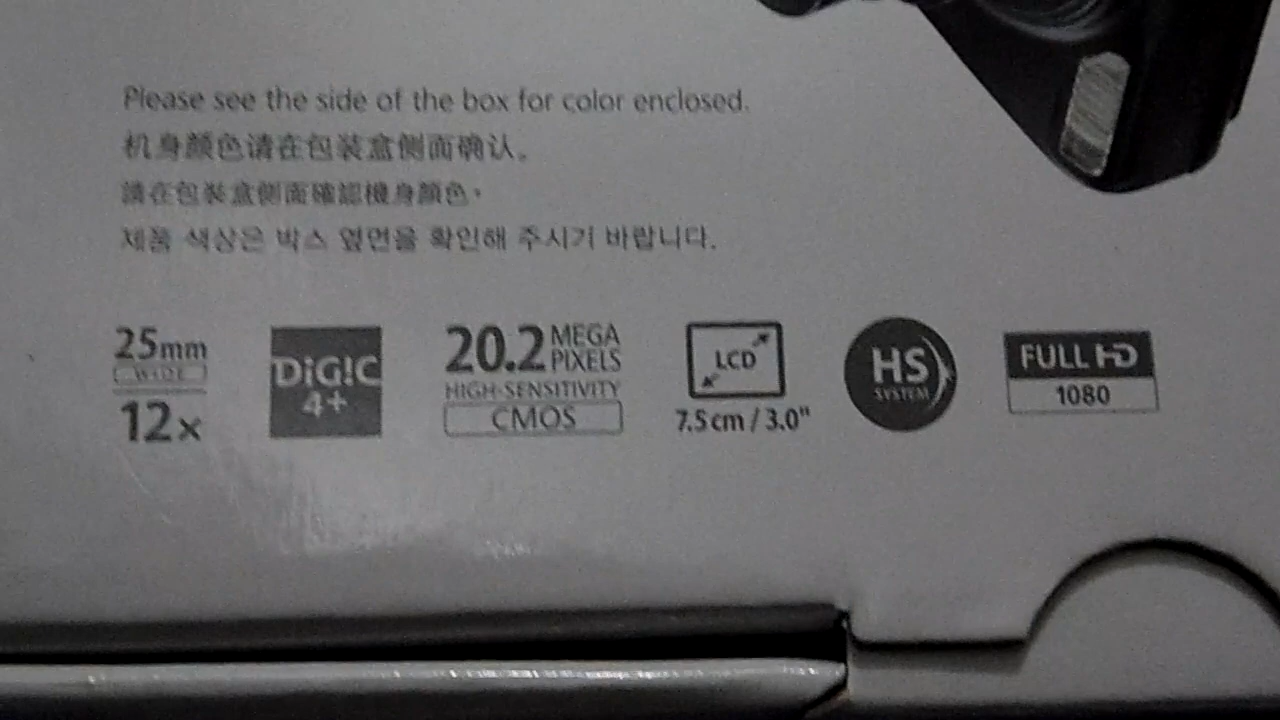 Please see the side of the box for color enclosed.
机身颜色请在包装盒侧面确认。
請在包裝盒側面確認機身顏色。
제품 색상은 박스 옆면을 확인해 주시기 바랍니다.
25mm
WIDE
12x
DiG!C
4+
20.2 MEGA PIXELS
HIGH-SENSITIVITY
CMOS
LCD
7.5cm / 3.0"
HS
SYSTEM
FULL HD
1080